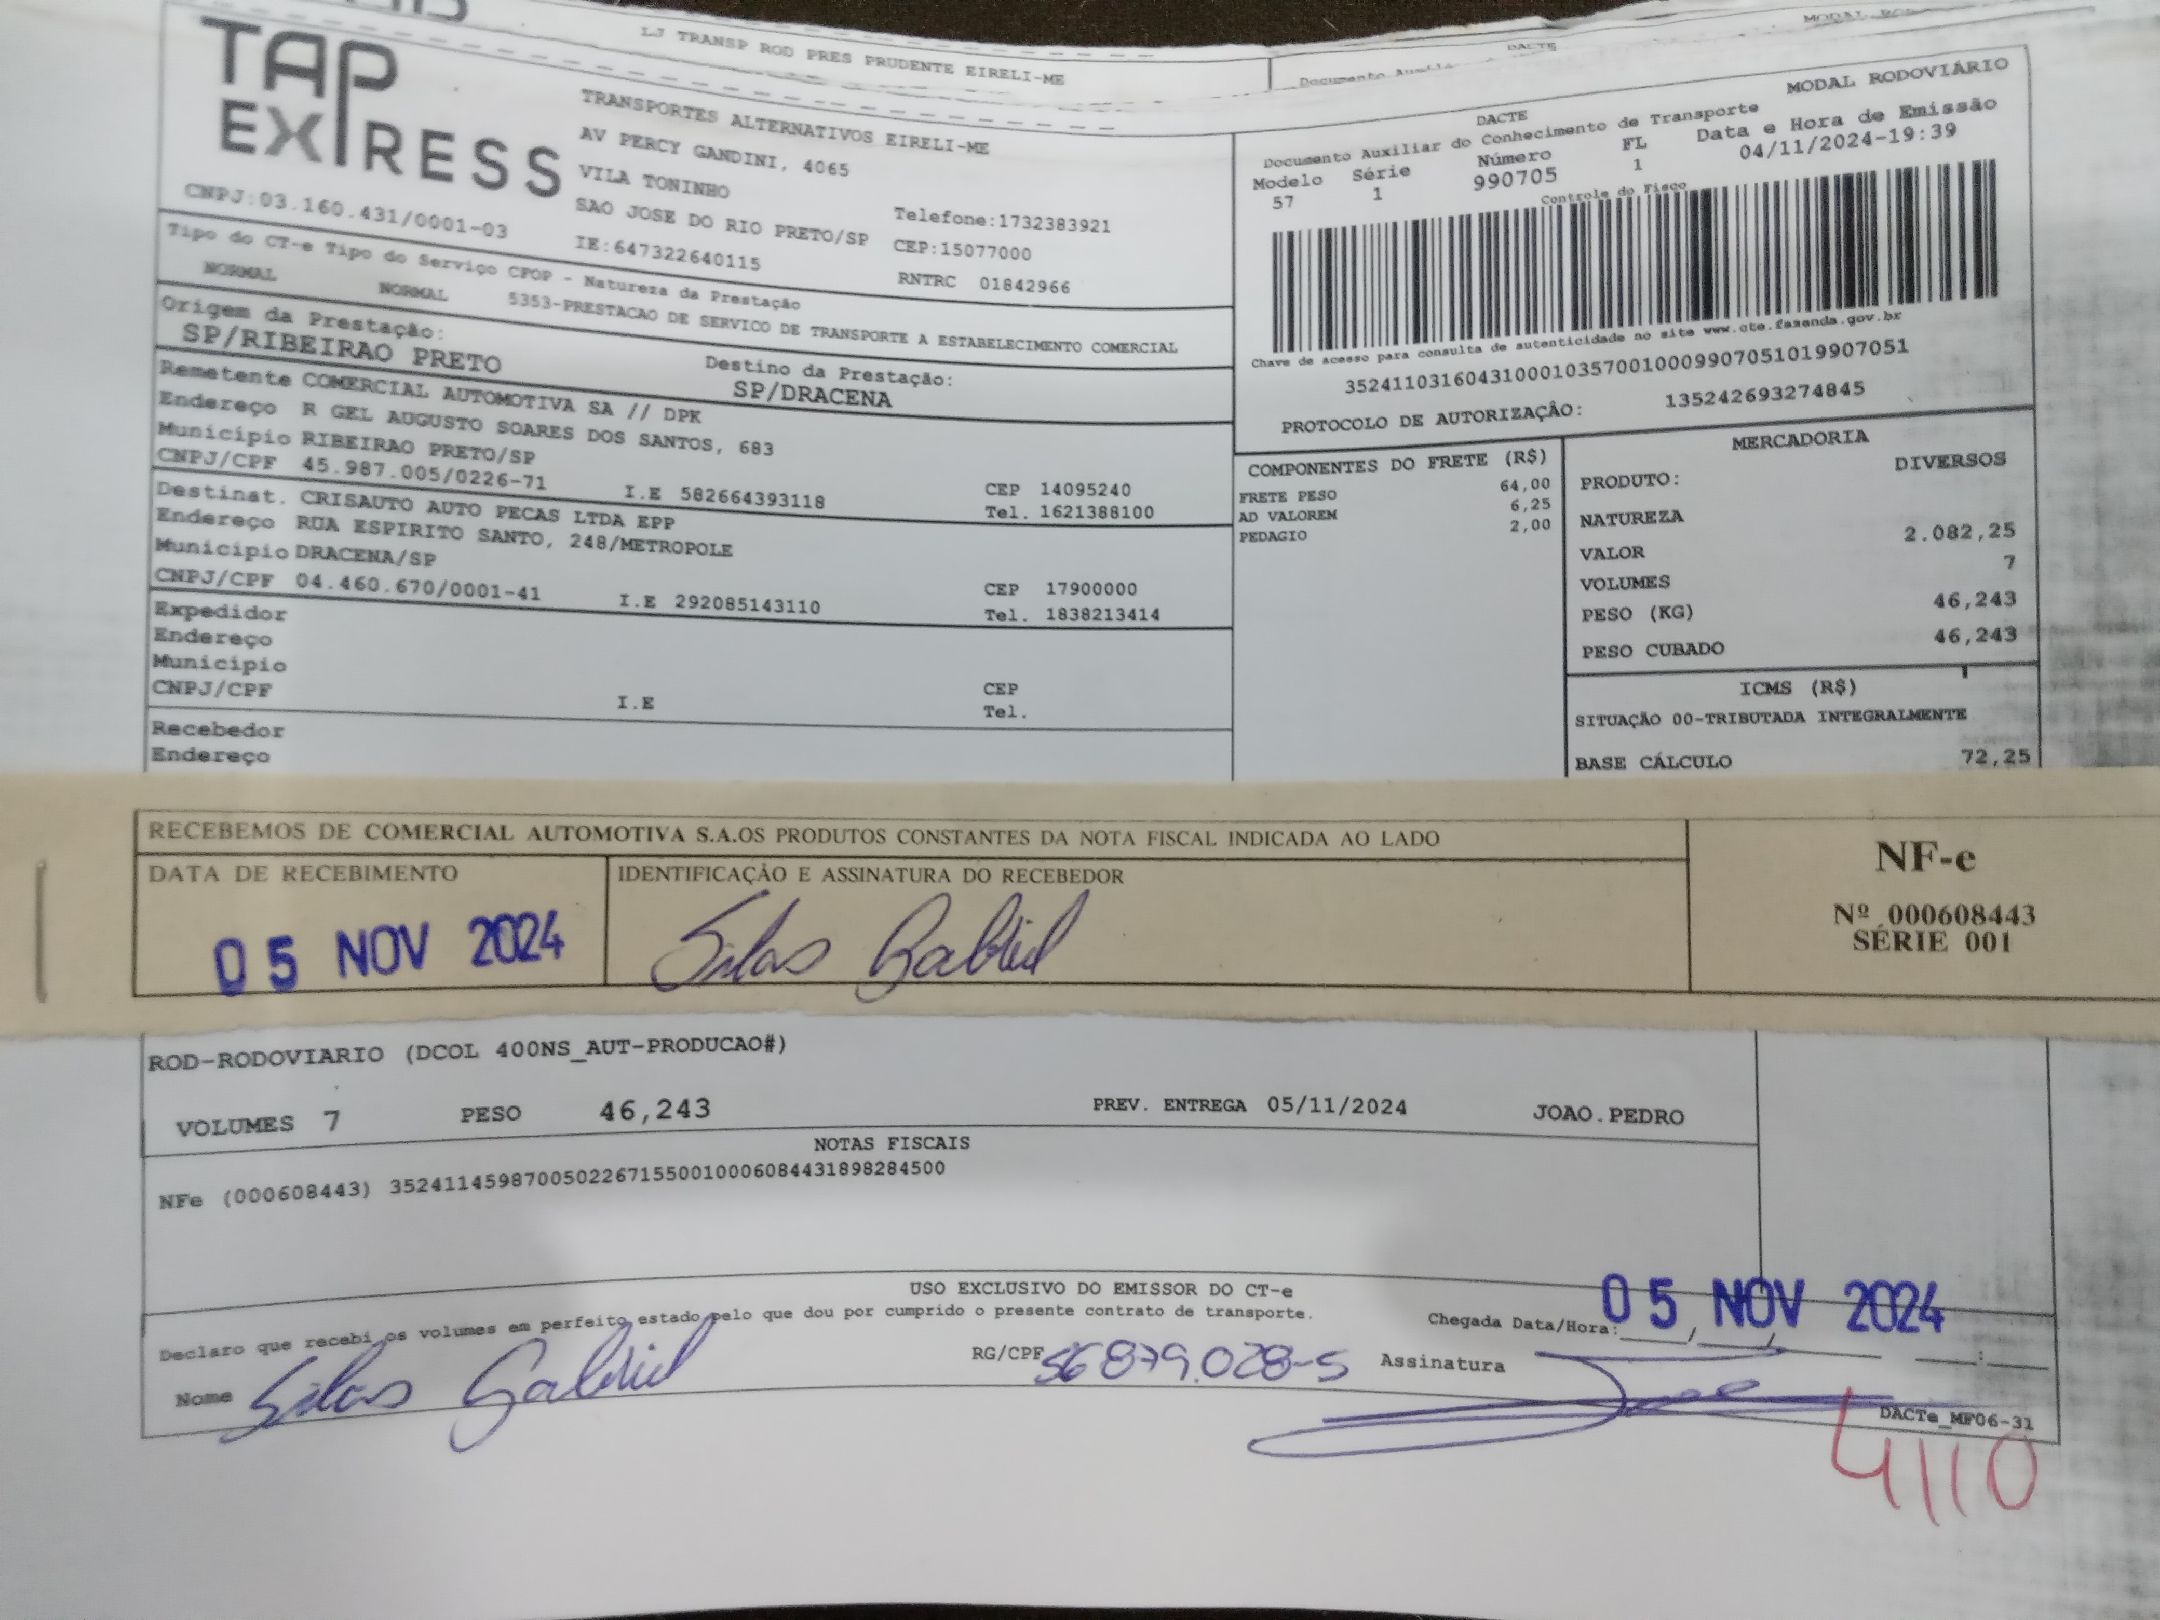 LJ TRANSP ROD PRES PRUDENTE EIRELI-ME
DACTE
MODAL ROD
Documento
TAP
EXPRESS
CNPJ:03.160.431/0001-03
TRANSPORTES ALTERNATIVOS EIRELI-ME
AV PERCY GANDINI, 4065
VILA TONINHO
SAO JOSE DO RIO PRETO/SP
IE:647322640115
Telefone:1732383921
CEP:15077000
RNTRC 01842966
DACTE
MODAL RODOVIÁRIO
Documento Auxiliar do Conhecimento de Transporte
Data e Hora de Emissão
Modelo Série Número FL
57 1 990705 1 04/11/2024-19:39
Controle do Fisco
Chave de acesso para consulta de autenticidade no site www.cte.fazenda.gov.br
35241103160431000103570010009907051019907051
PROTOCOLO DE AUTORIZAÇÂO: 135242693274845
Tipo do CT-e Tipo do Serviço CFOP - Natureza da Prestação
NORMAL NORMAL 5353-PRESTACAO DE SERVICO DE TRANSPORTE A ESTABELECIMENTO COMERCIAL
Origem da Prestação: Destino da Prestação:
SP/RIBEIRAO PRETO SP/DRACENA
Remetente COMERCIAL AUTOMOTIVA SA // DPK
Endereço R GEL AUGUSTO SOARES DOS SANTOS, 683
Município RIBEIRAO PRETO/SP CEP 14095240
CNPJ/CPF 45.987.005/0226-71 I.E 582664393118 Tel. 1621388100
Destinat. CRISAUTO AUTO PECAS LTDA EPP
Endereço RUA ESPIRITO SANTO, 248/METROPOLE
Municipio DRACENA/SP CEP 17900000
CNPJ/CPF 04.460.670/0001-41 I.E 292085143110 Tel. 1838213414
Expedidor
Endereço
Município CEP
CNPJ/CPF I.E Tel.
Recebedor
Endereço
COMPONENTES DO FRETE (R$)
FRETE PESO 64,00
AD VALOREM 6,25
PEDAGIO 2,00
MERCADORIA
PRODUTO: DIVERSOS
NATUREZA
VALOR 2.082,25
VOLUMES 7
PESO (KG) 46,243
PESO CUBADO 46,243
ICMS (R$)
SITUAÇÃO 00-TRIBUTADA INTEGRALMENTE
BASE CÁLCULO 72,25
RECEBEMOS DE COMERCIAL AUTOMOTIVA S.A.OS PRODUTOS CONSTANTES DA NOTA FISCAL INDICADA AO LADO
DATA DE RECEBIMENTO
05 NOV 2024
IDENTIFICAÇÃO E ASSINATURA DO RECEBEDOR
Silas Gabriel
NF-e
Nº 000608443
SÉRIE 001
ROD-RODOVIARIO (DCOL 400NS_AUT-PRODUCAO#)
VOLUMES 7 PESO 46,243 PREV. ENTREGA 05/11/2024 JOAO.PEDRO
NOTAS FISCAIS
NFe (000608443) 35241145987005022671550010006084431898284500
USO EXCLUSIVO DO EMISSOR DO CT-e
Declaro que recebi os volumes em perfeito estado pelo que dou por cumprido o presente contrato de transporte.
Chegada Data/Hora: __/__/__ __:__
05 NOV 2024
Nome Silas Gabriel RG/CPF 56879.028-5 Assinatura
DACTe_MF06-31
4110